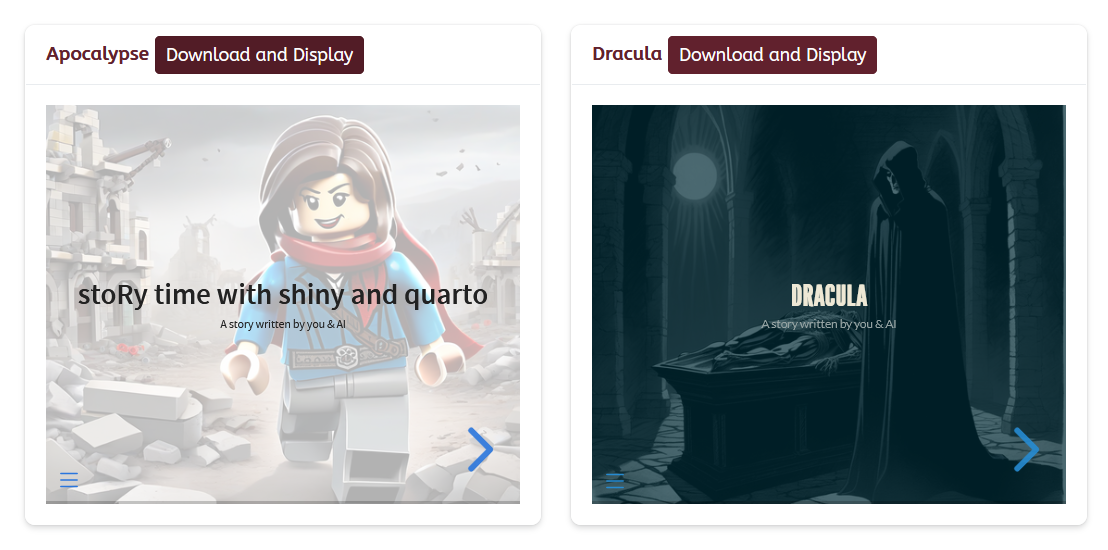 Apocalypse Download and Display
stoRy time with shiny and quarto
A story written by you & AI
Dracula Download and Display
DRACULA
A story written by you & AI